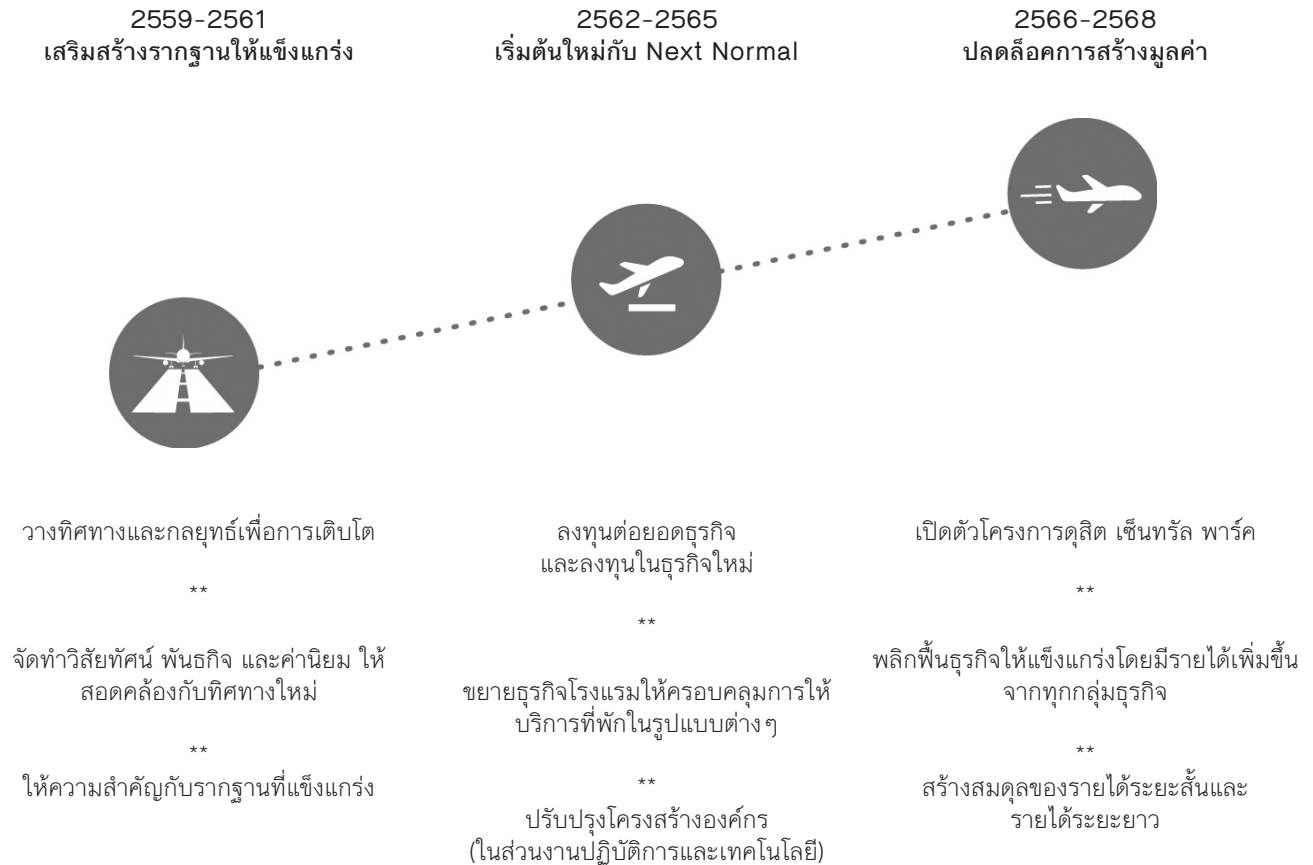 2559-2561
เสริมสร้างรากฐานให้แข็งแกร่ง
2562-2565
เริ่มต้นใหม่กับ Next Normal
2566-2568
ปลดล็อคการสร้างมูลค่า
วางทิศทางและกลยุทธ์เพื่อการเติบโต
**
จัดทำวิสัยทัศน์ พันธกิจ และค่านิยม ให้
สอดคล้องกับทิศทางใหม่
**
ให้ความสำคัญกับรากฐานที่แข็งแกร่ง
ลงทุนต่อยอดธุรกิจ
และลงทุนในธุรกิจใหม่
**
ขยายธุรกิจโรงแรมให้ครอบคลุมการให้
บริการที่พักในรูปแบบต่างๆ
**
ปรับปรุงโครงสร้างองค์กร
(ในส่วนงานปฏิบัติการและเทคโนโลยี)
เปิดตัวโครงการดุสิต เซ็นทรัล พาร์ค
**
พลิกฟื้นธุรกิจให้แข็งแกร่งโดยมีรายได้เพิ่มขึ้น
จากทุกกลุ่มธุรกิจ
**
สร้างสมดุลของรายได้ระยะสั้นและ
รายได้ระยะยาว